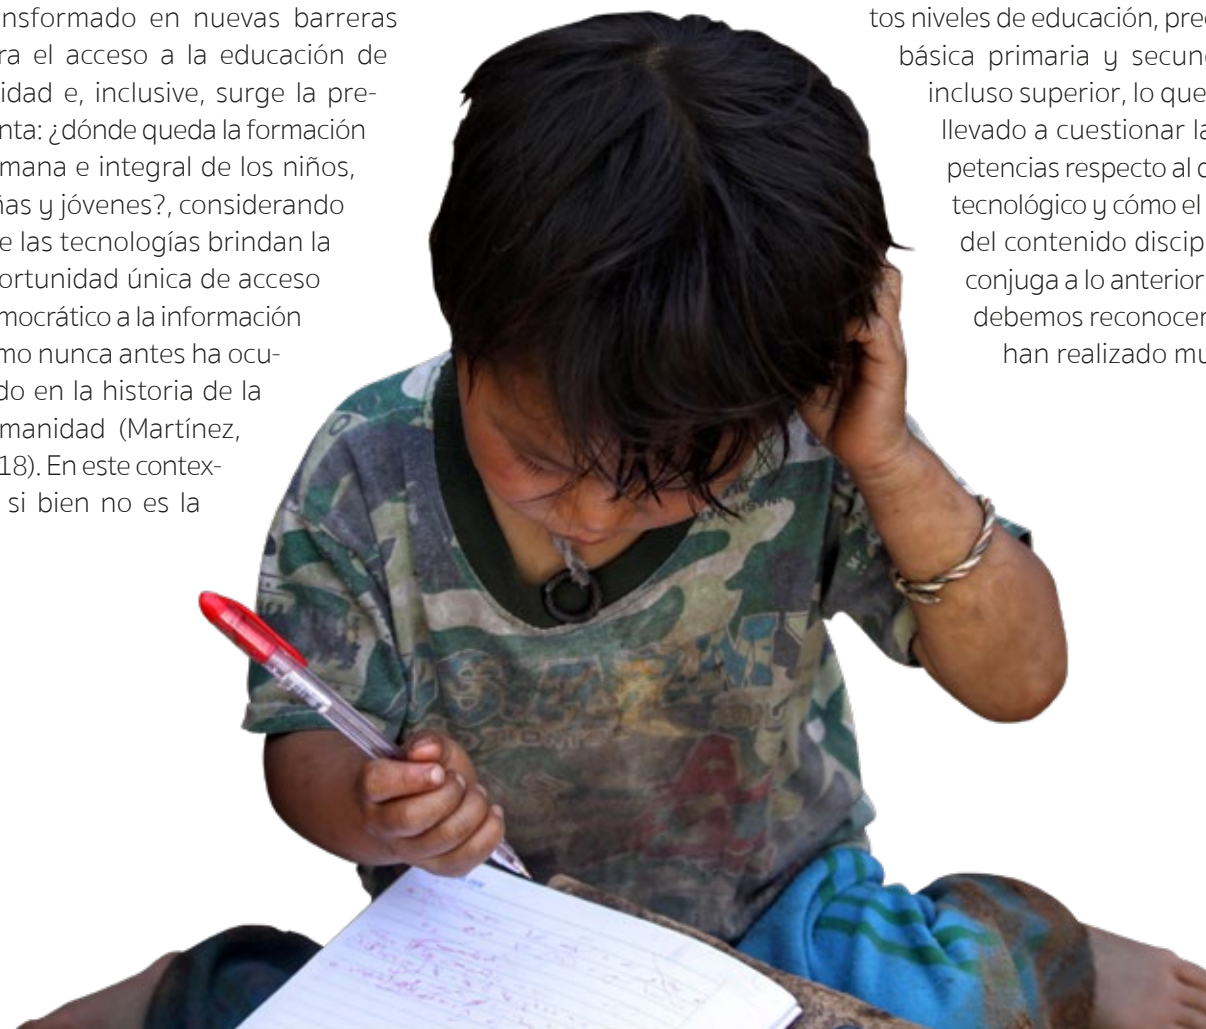 nsformado en nuevas barreras
ra el acceso a la educación de
idad e, inclusive, surge la pre-
nta: ¿dónde queda la formación
mana e integral de los niños,
ñas y jóvenes?, considerando
e las tecnologías brindan la
ortunidad única de acceso
mocrático a la información
mo nunca antes ha ocu-
do en la historia de la
manidad (Martínez,
18). En este contex-
si bien no es la
tos niveles de educación, pre
básica primaria y secun
incluso superior, lo que
llevado a cuestionar l
petencias respecto al
tecnológico y cómo el
del contenido discip
conjuga a lo anterior
debemos reconocer
han realizado mu